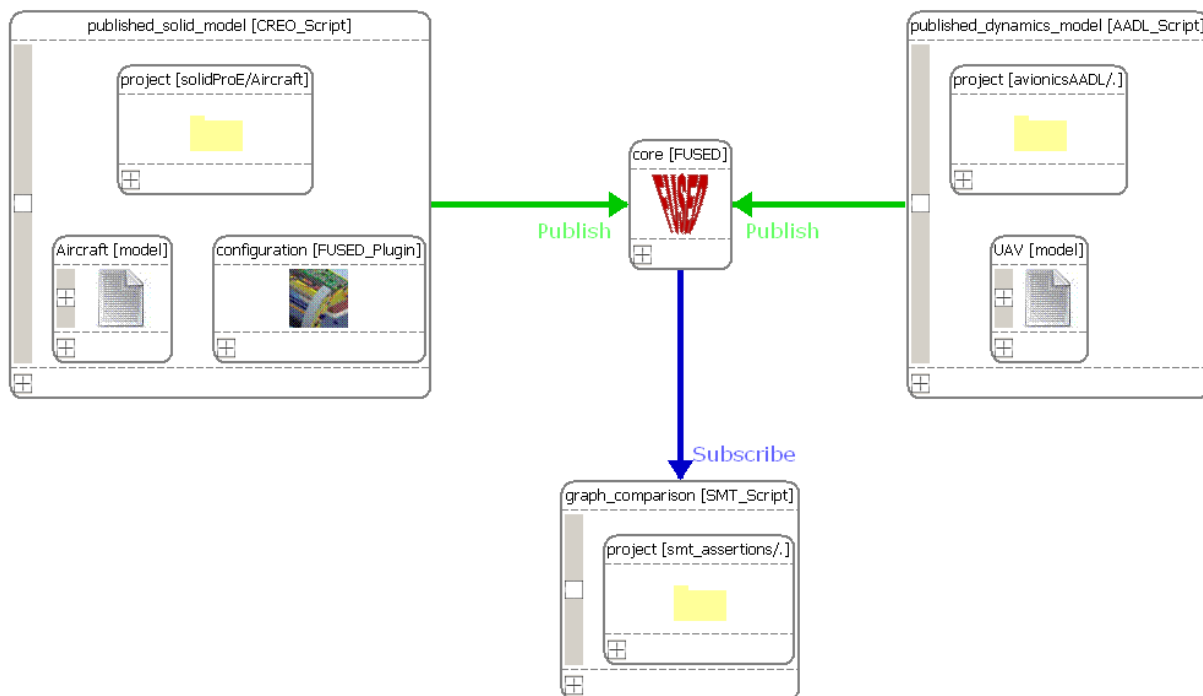 published_solid_model [CREO_Script]
project [solidProE/Aircraft]
Aircraft [model]
configuration [FUSED_Plugin]
Publish
core [FUSED]
FUSED
Publish
published_dynamics_model [AADL_Script]
project [avionicsAADL/.]
UAV [model]
Subscribe
graph_comparison [SMT_Script]
project [smt_assertions/.]